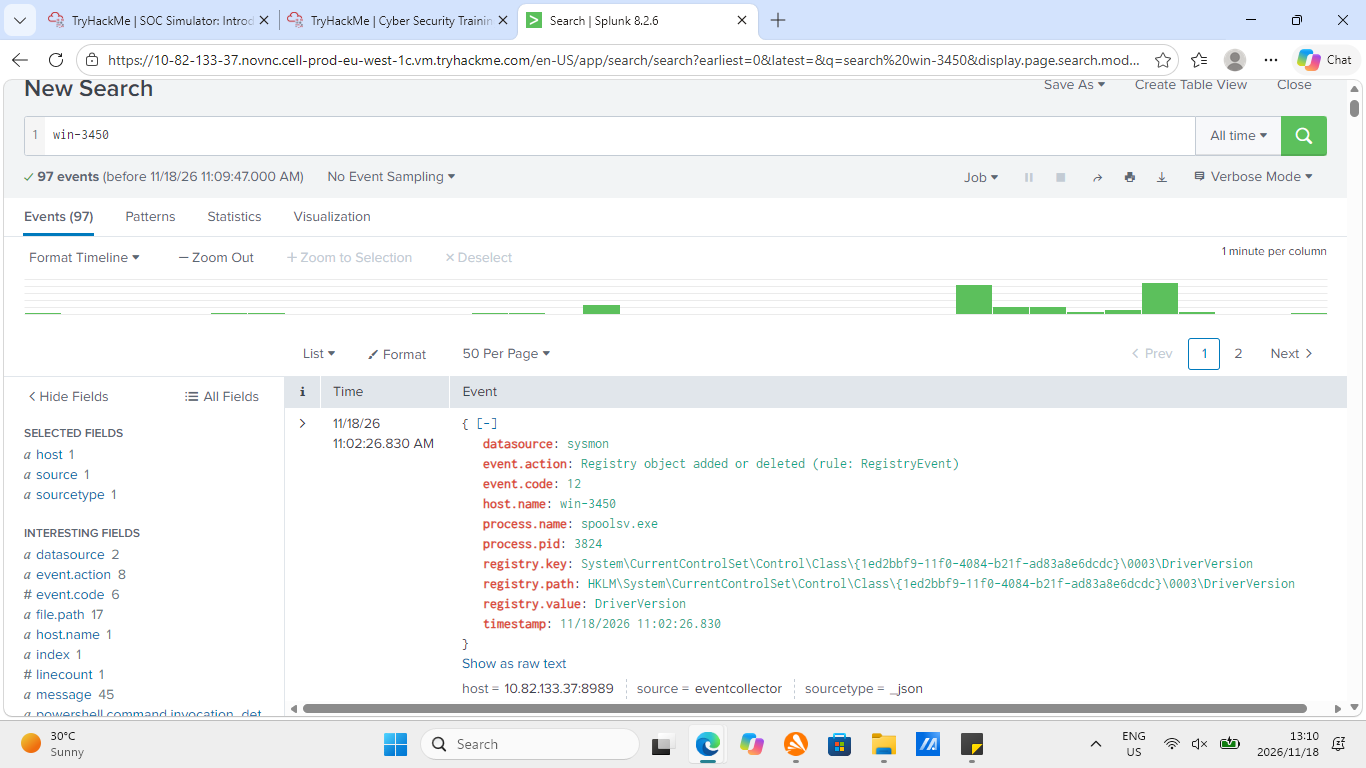 TryHackMe | SOC Simulator: Introd
TryHackMe | Cyber Security Trainin
Search | Splunk 8.2.6
https://10-82-133-37.novnc.cell-prod-eu-west-1c.vm.tryhackme.com/en-US/app/search/search?earliest=0&latest=&q=search%20win-3450&display.page.search.mod...
Chat
New Search
Save As
Create Table View
Close
1 win-3450
All time
97 events (before 11/18/26 11:09:47.000 AM)
No Event Sampling
Job
Verbose Mode
Events (97)
Patterns
Statistics
Visualization
Format Timeline
— Zoom Out
+ Zoom to Selection
× Deselect
1 minute per column
List
Format
50 Per Page
< Prev
1
2
Next >
< Hide Fields
All Fields
i
Time
Event
SELECTED FIELDS
a host 1
a source 1
a sourcetype 1
INTERESTING FIELDS
a datasource 2
a event.action 8
# event.code 6
a file.path 17
a host.name 1
a index 1
# linecount 1
a message 45
a powershell.command.invocation_det
11/18/26
11:02:26.830 AM
{ [-]
datasource: sysmon
event.action: Registry object added or deleted (rule: RegistryEvent)
event.code: 12
host.name: win-3450
process.name: spoolsv.exe
process.pid: 3824
registry.key: System\CurrentControlSet\Control\Class\{1ed2bbf9-11f0-4084-b21f-ad83a8e6dcdc}\0003\DriverVersion
registry.path: HKLM\System\CurrentControlSet\Control\Class\{1ed2bbf9-11f0-4084-b21f-ad83a8e6dcdc}\0003\DriverVersion
registry.value: DriverVersion
timestamp: 11/18/2026 11:02:26.830
}
Show as raw text
host = 10.82.133.37:8989
source = eventcollector
sourcetype = _json
30°C
Sunny
Search
ENG
US
13:10
2026/11/18